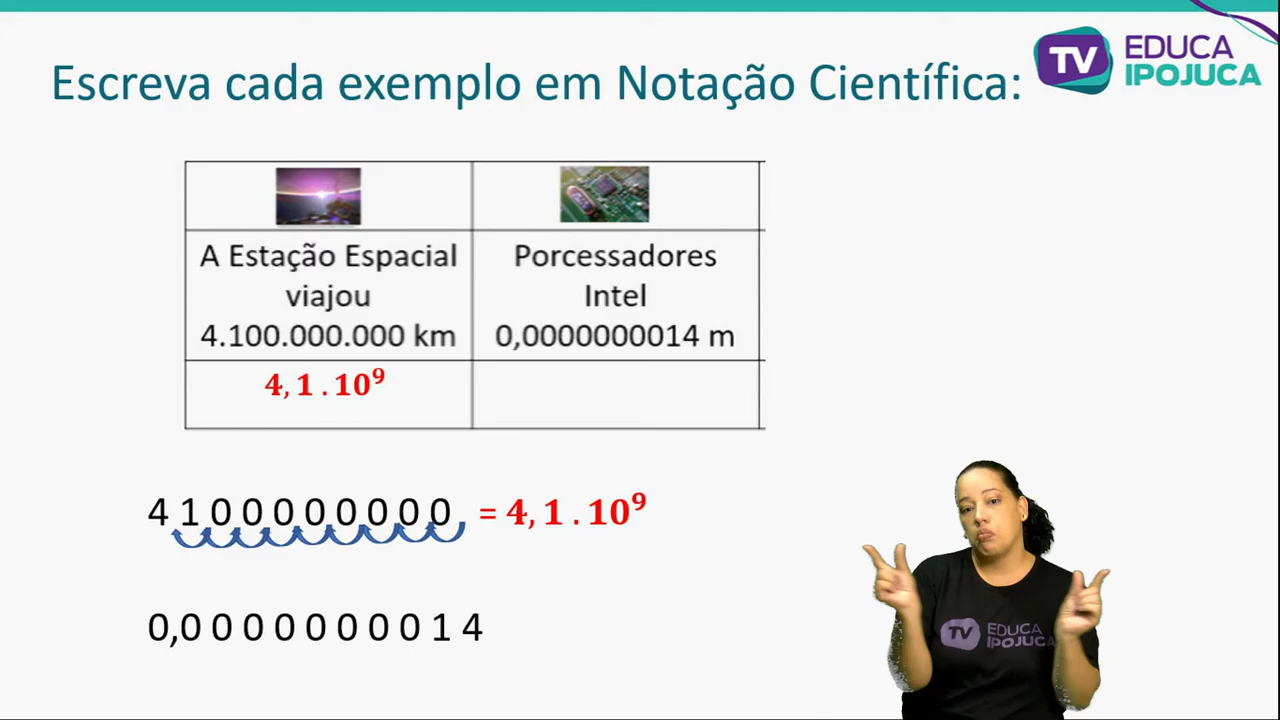 TV EDUCA
IPOJUCA
Escreva cada exemplo em Notação Científica:
A Estação Espacial
viajou
4.100.000.000 km
Porcessadores
Intel
0,0000000014 m
4,1 . 10⁹
4 1 0 0 0 0 0 0 0 0 = 4,1 . 10⁹
0,0 0 0 0 0 0 0 0 1 4
TV EDUCA
IPOJUCA